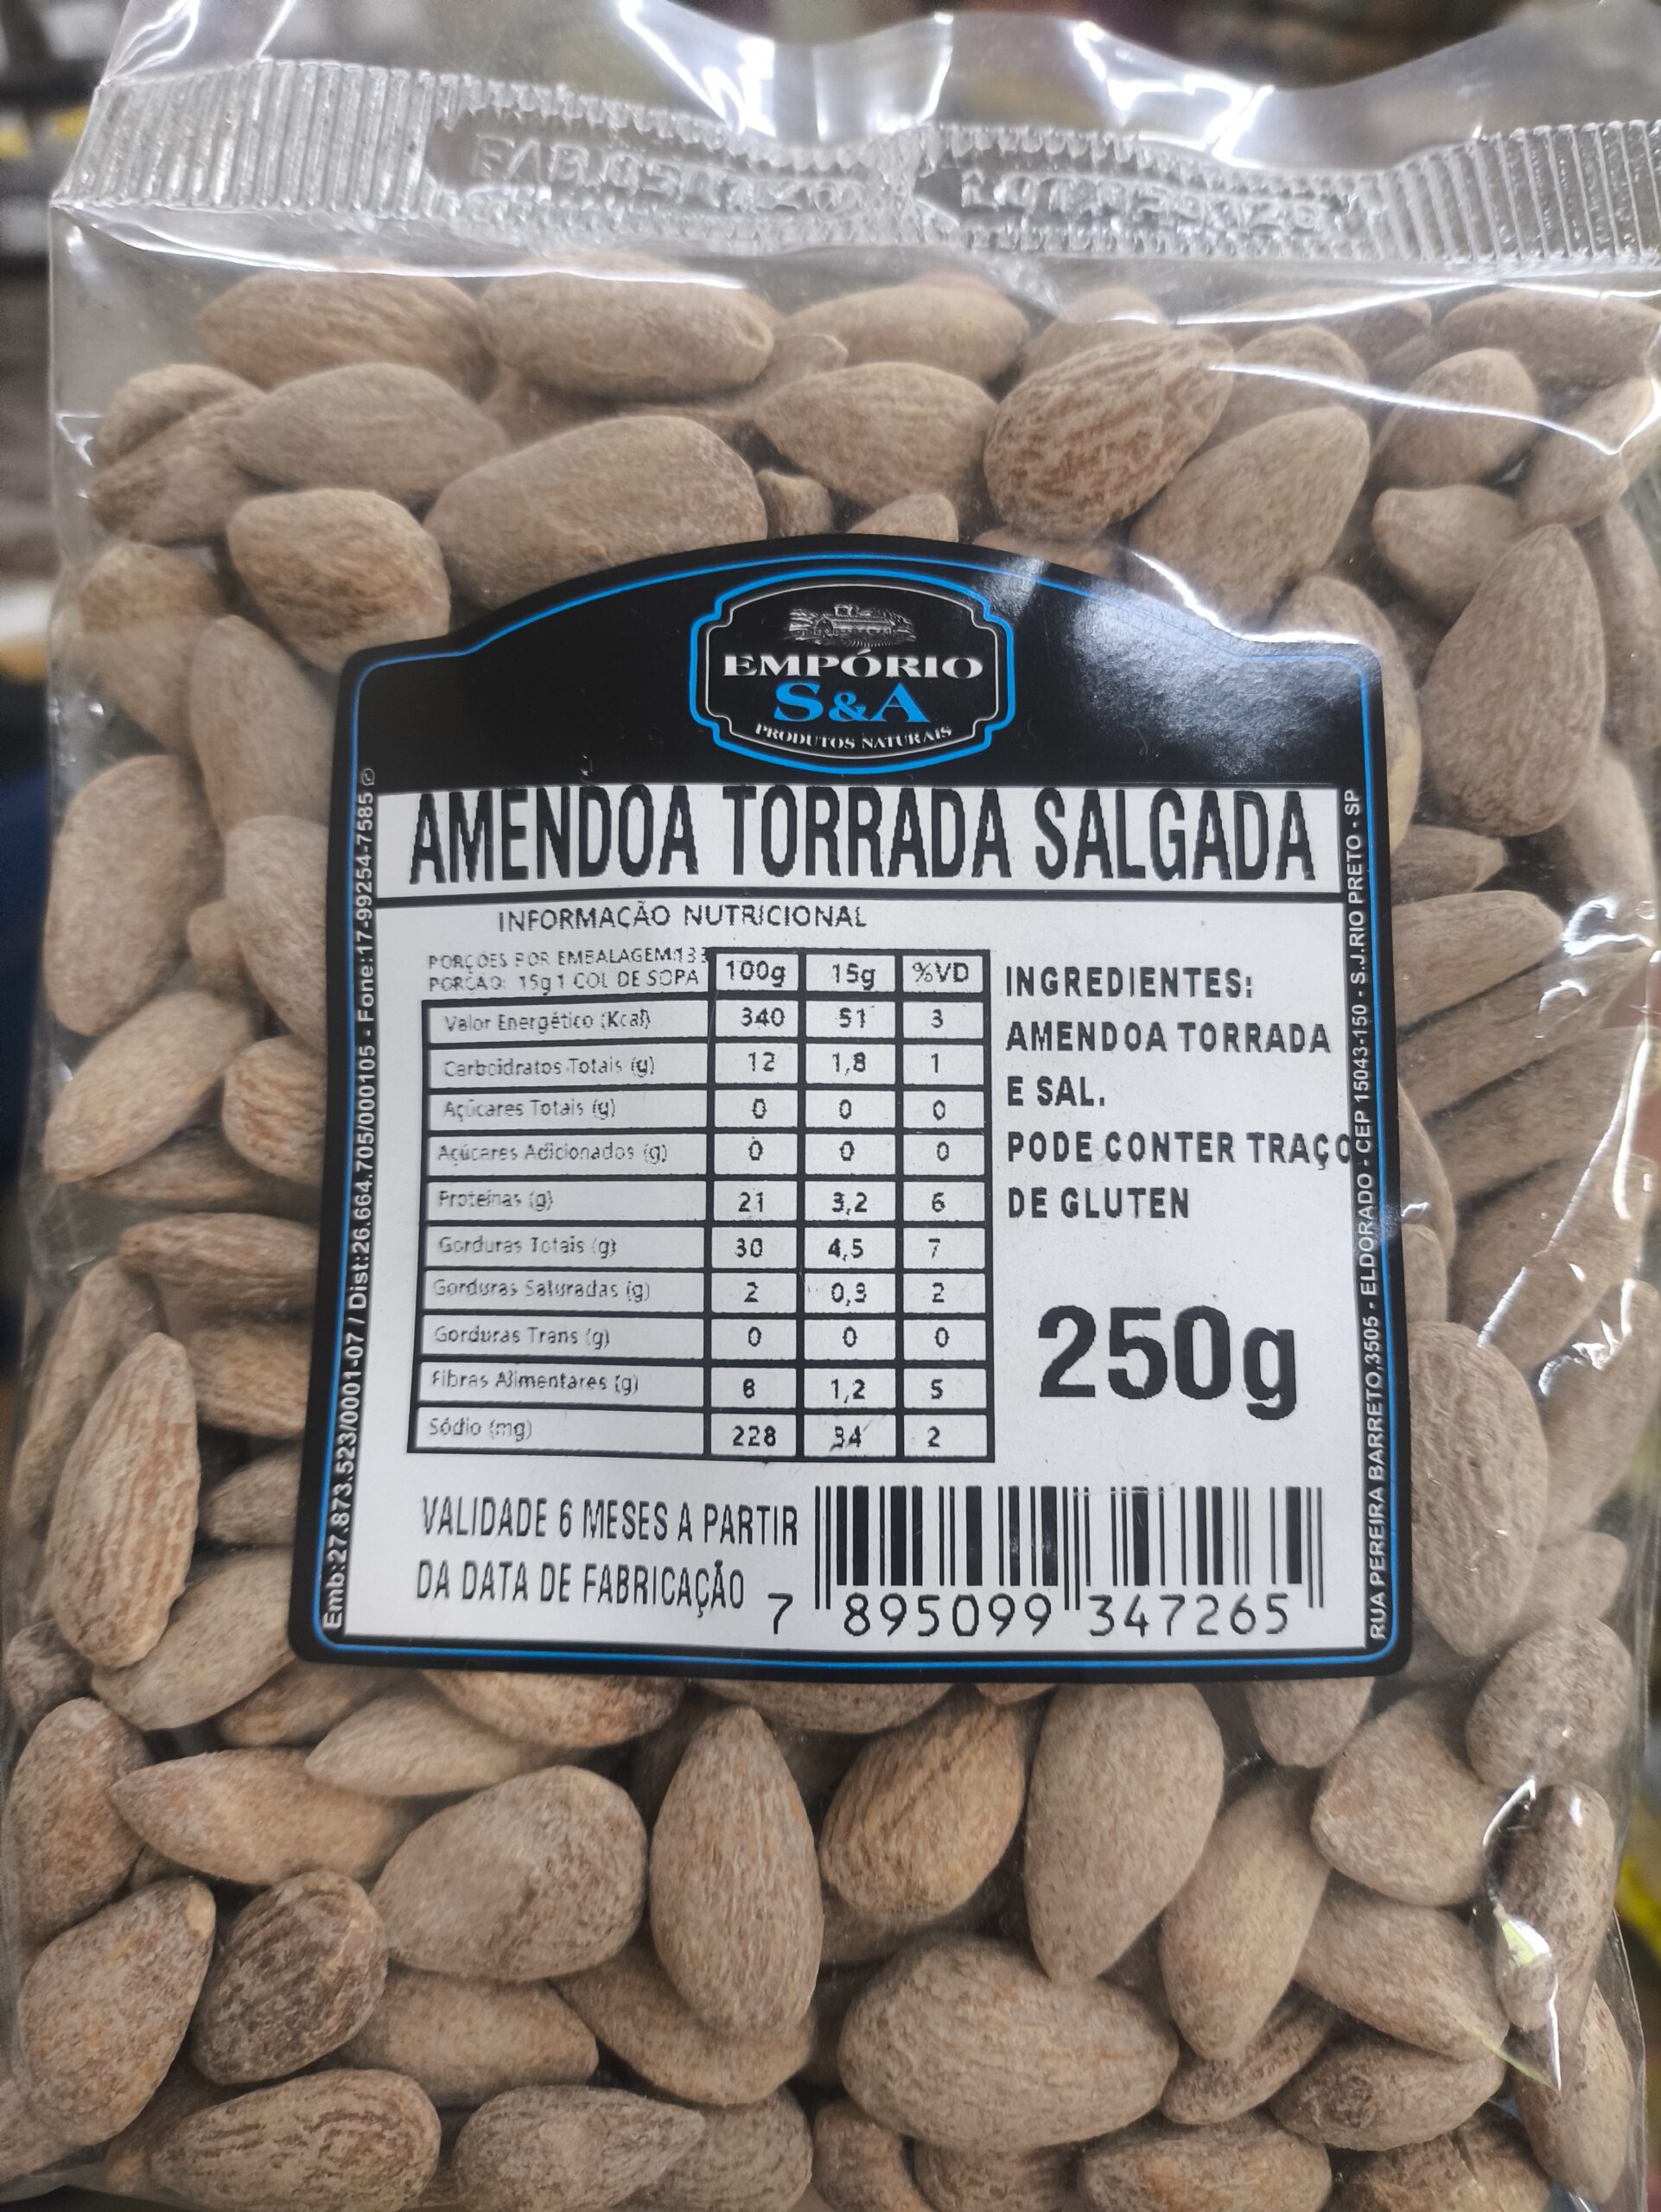 EMPÓRIO
S&A
PRODUTOS NATURAIS
AMENDOA TORRADA SALGADA
INFORMAÇÃO NUTRICIONAL
PORÇOES POR EMBALAGEM:133
PORÇAO: 15g 1 COL DE SOPA 100g 15g %VD
Valor Energético (Kcal) 340 51 3
Carboidratos Totais (g) 12 1,8 1
Açúcares Totais (g) 0 0 0
Açúcares Adicionados (g) 0 0 0
Proteínas (g) 21 3,2 6
Gorduras Totais (g) 30 4,5 7
Gorduras Saturadas (g) 2 0,3 2
Gorduras Trans (g) 0 0 0
Fibras Alimentares (g) 8 1,2 5
Sódio (mg) 228 34 2
INGREDIENTES:
AMENDOA TORRADA
E SAL.
PODE CONTER TRAÇO
DE GLUTEN
250g
VALIDADE 6 MESES A PARTIR
DA DATA DE FABRICAÇÃO
7 895099 347265
Emb:27.873.523/0001-07 / Dist:26.664.705/000105 - Fone:17-99254-7585
RUA PEREIRA BARRETO,3505 - ELDORADO - CEP 15043-150 - S.J.RIO PRETO - SP